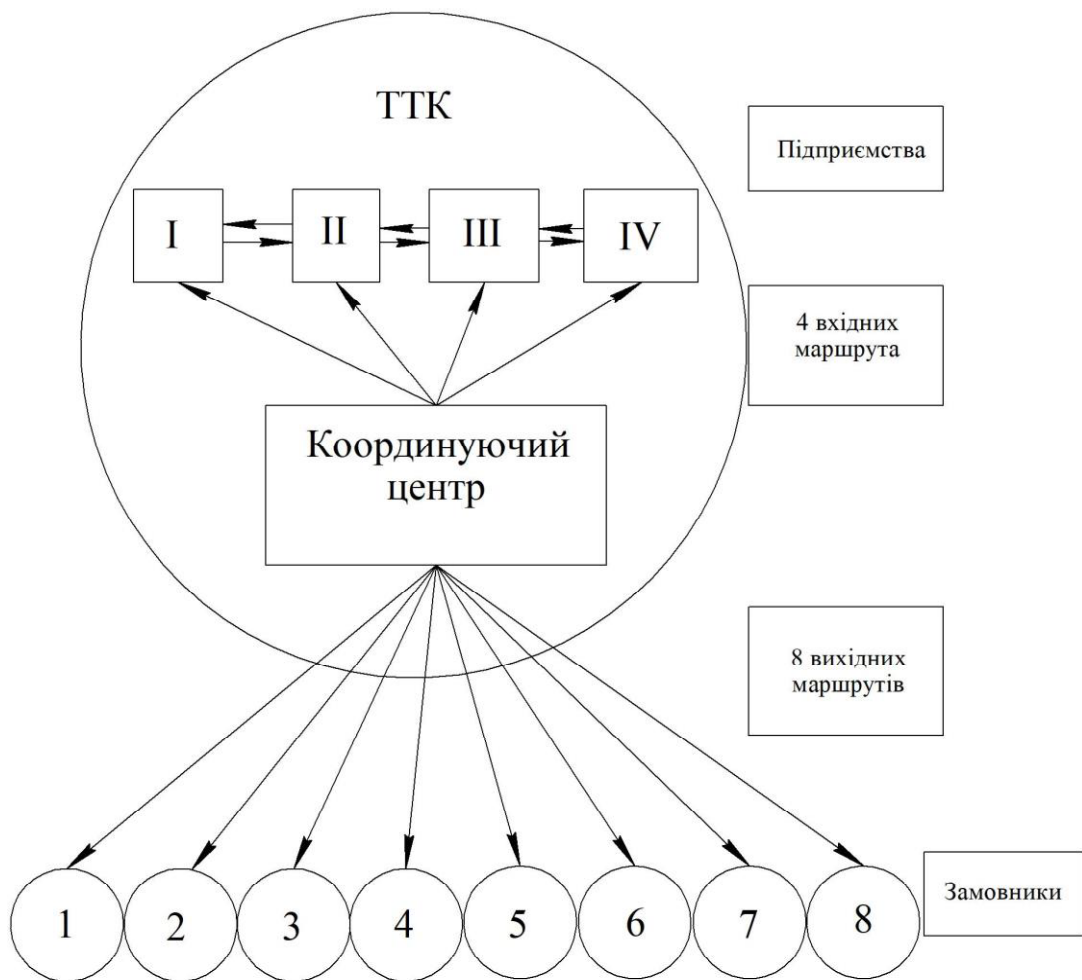 ТТК
Підприємства
I
II
III
IV
4 вхідних
маршрута
Координуючий
центр
8 вихідних
маршрутів
Замовники
1
2
3
4
5
6
7
8